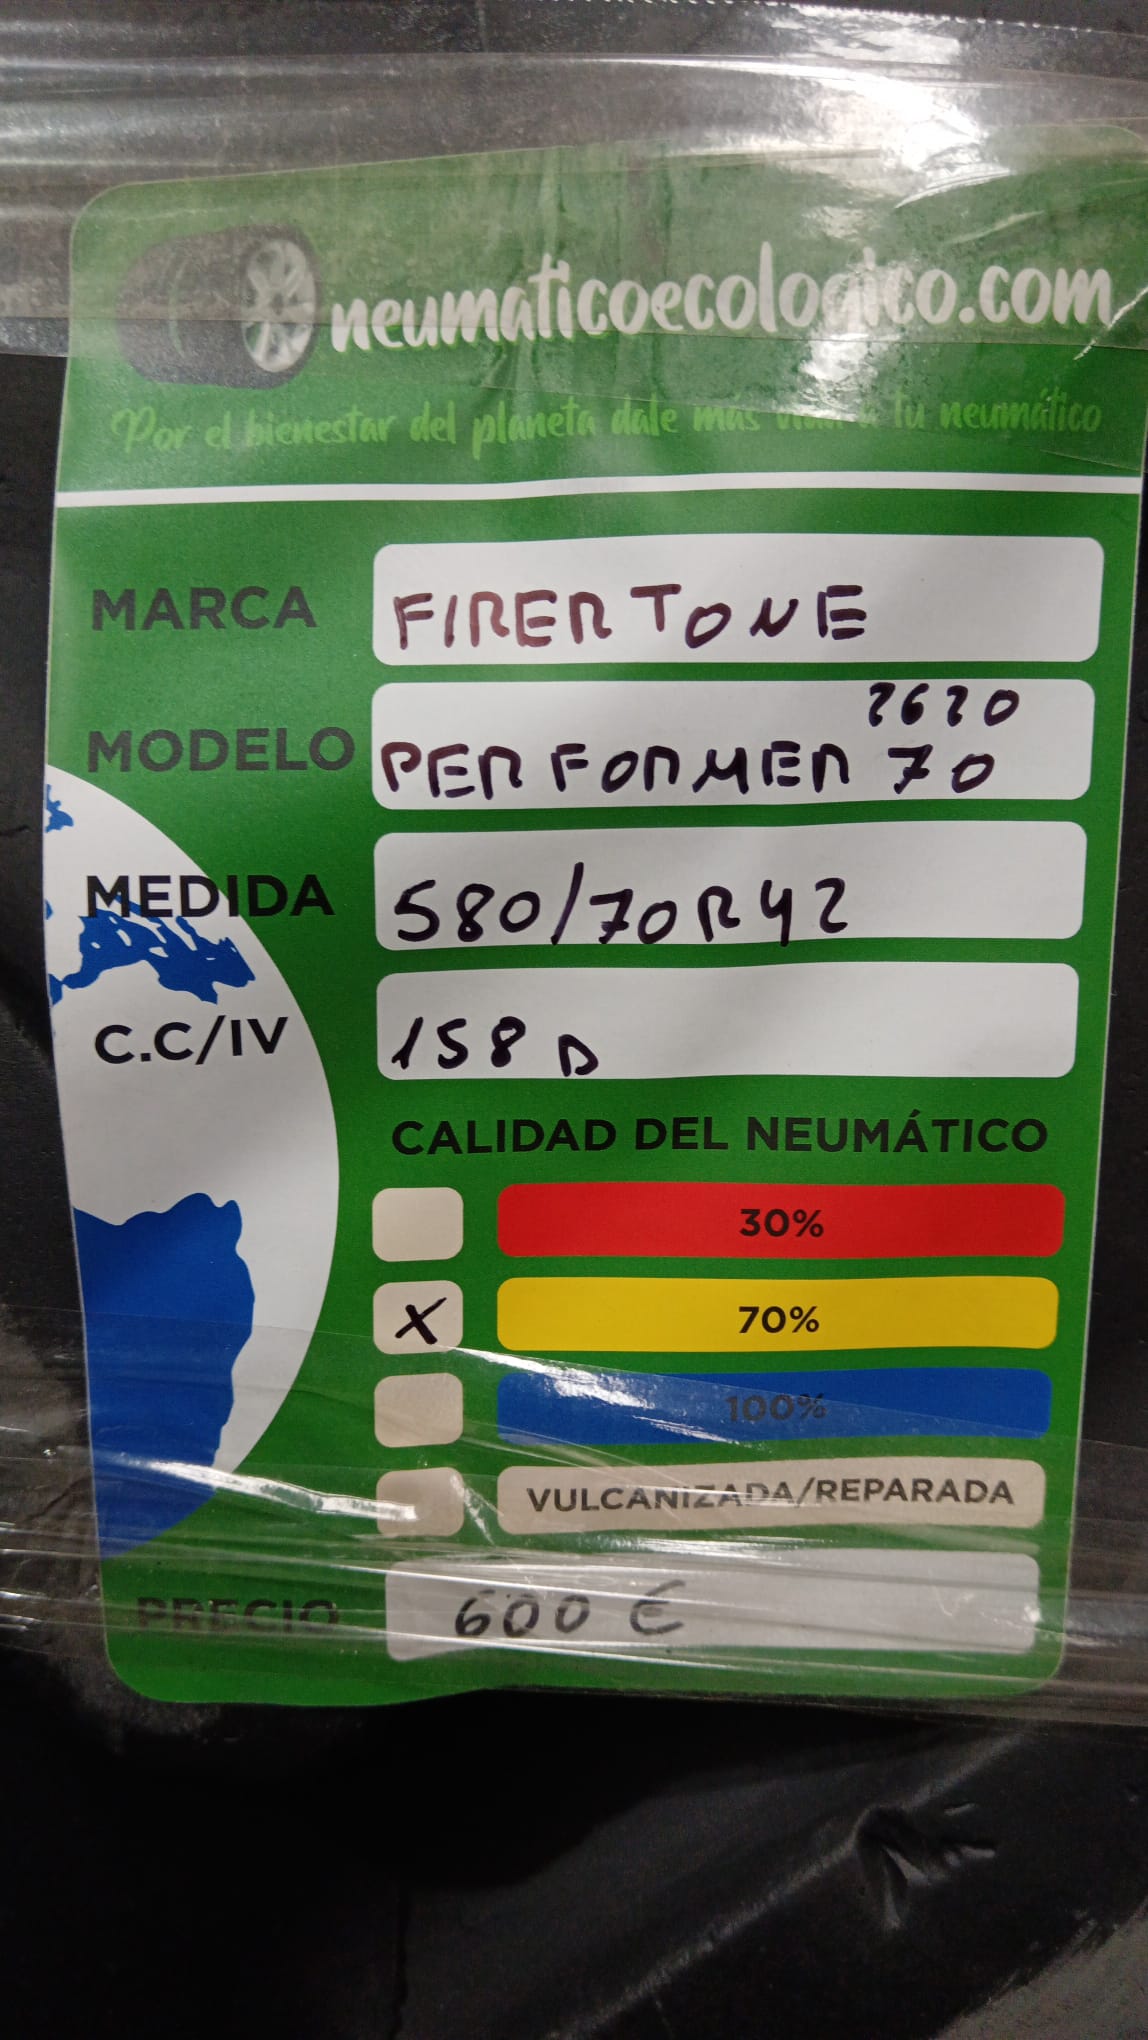 neumaticoecologico.com
Por el bienestar del planeta dale más vida a tu neumático
MARCA FIRERTONE
2620
MODELO PERFORMER 70
MEDIDA 580/70R42
C.C/IV 158 D
CALIDAD DEL NEUMÁTICO
30%
X 70%
100%
VULCANIZADA/REPARADA
PRECIO 600 €